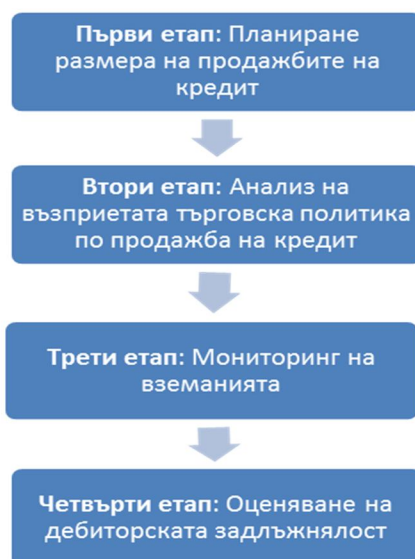 Първи етап: Планиране
размера на продажбите на
кредит
Втори етап: Анализ на
възприетата търговска политика
по продажба на кредит
Трети етап: Мониторинг на
вземанията
Четвърти етап: Оценяване на
дебиторската задлъжнялост